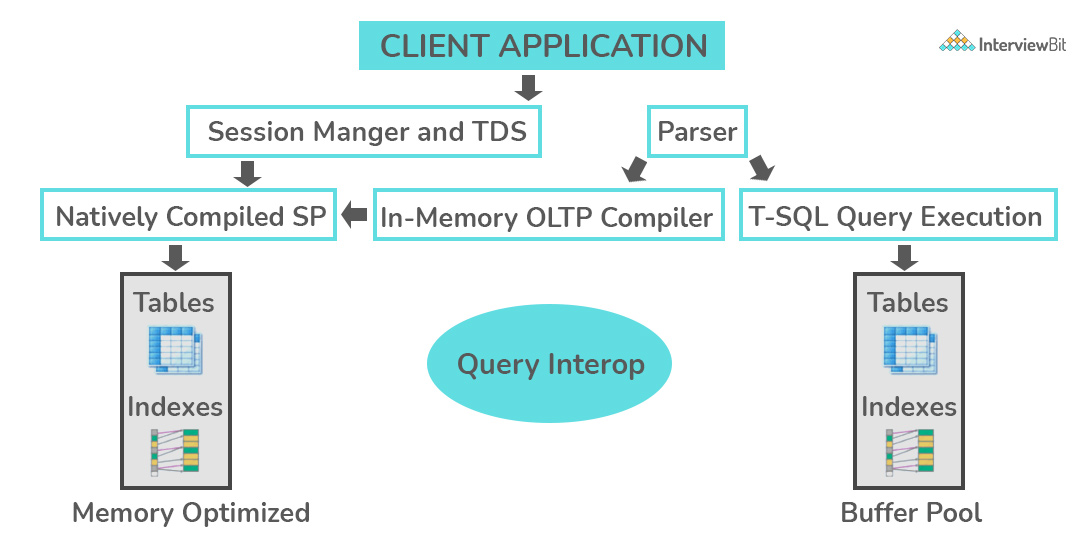 CLIENT APPLICATION
InterviewBit
Session Manger and TDS
Parser
Natively Compiled SP
In-Memory OLTP Compiler
T-SQL Query Execution
Tables
Indexes
Memory Optimized
Query Interop
Tables
Indexes
Buffer Pool